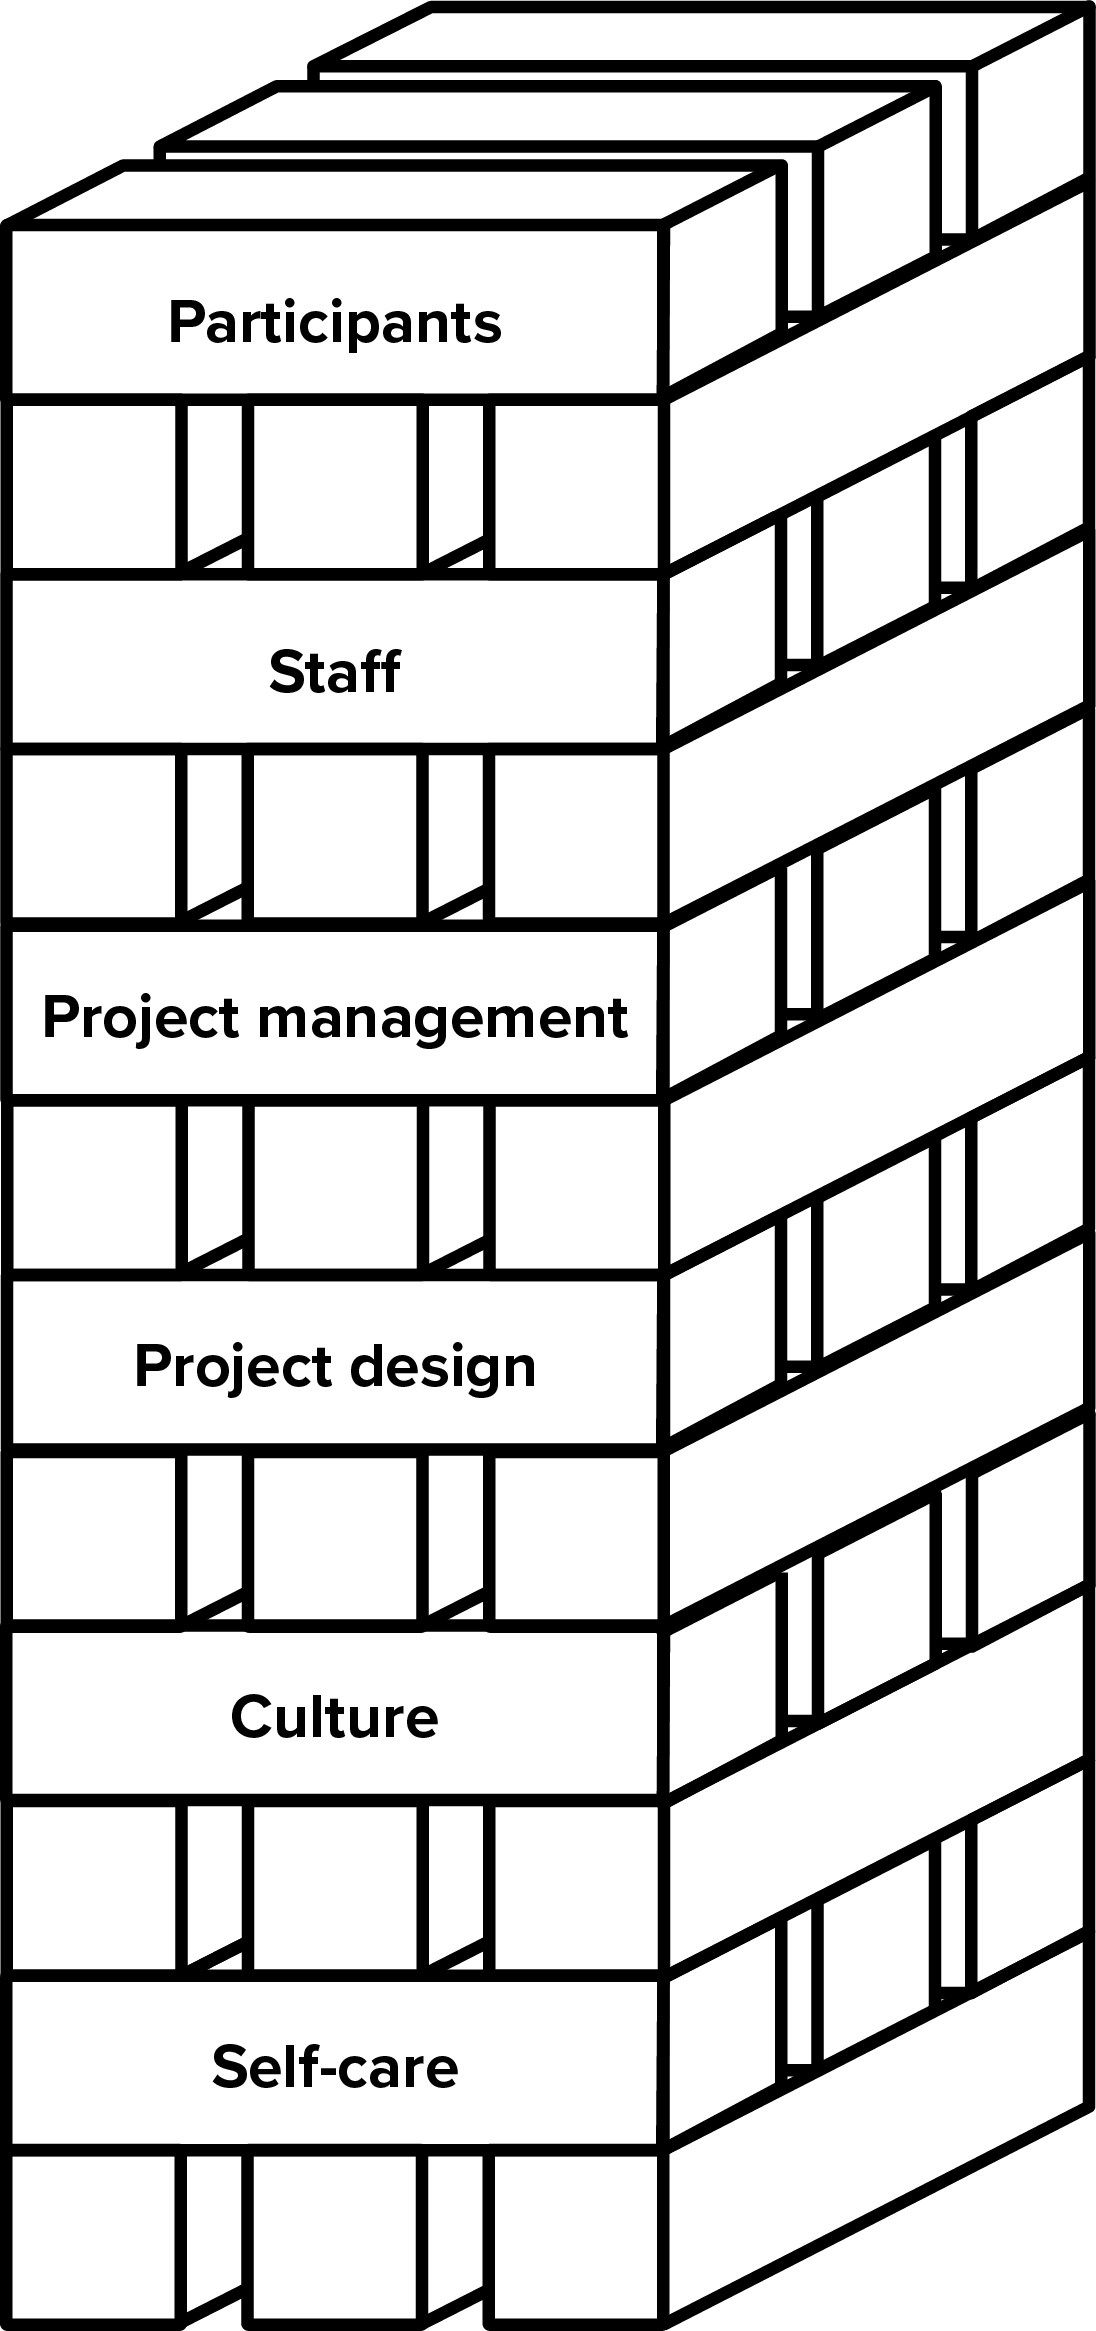 Participants
Staff
Project management
Project design
Culture
Self-care